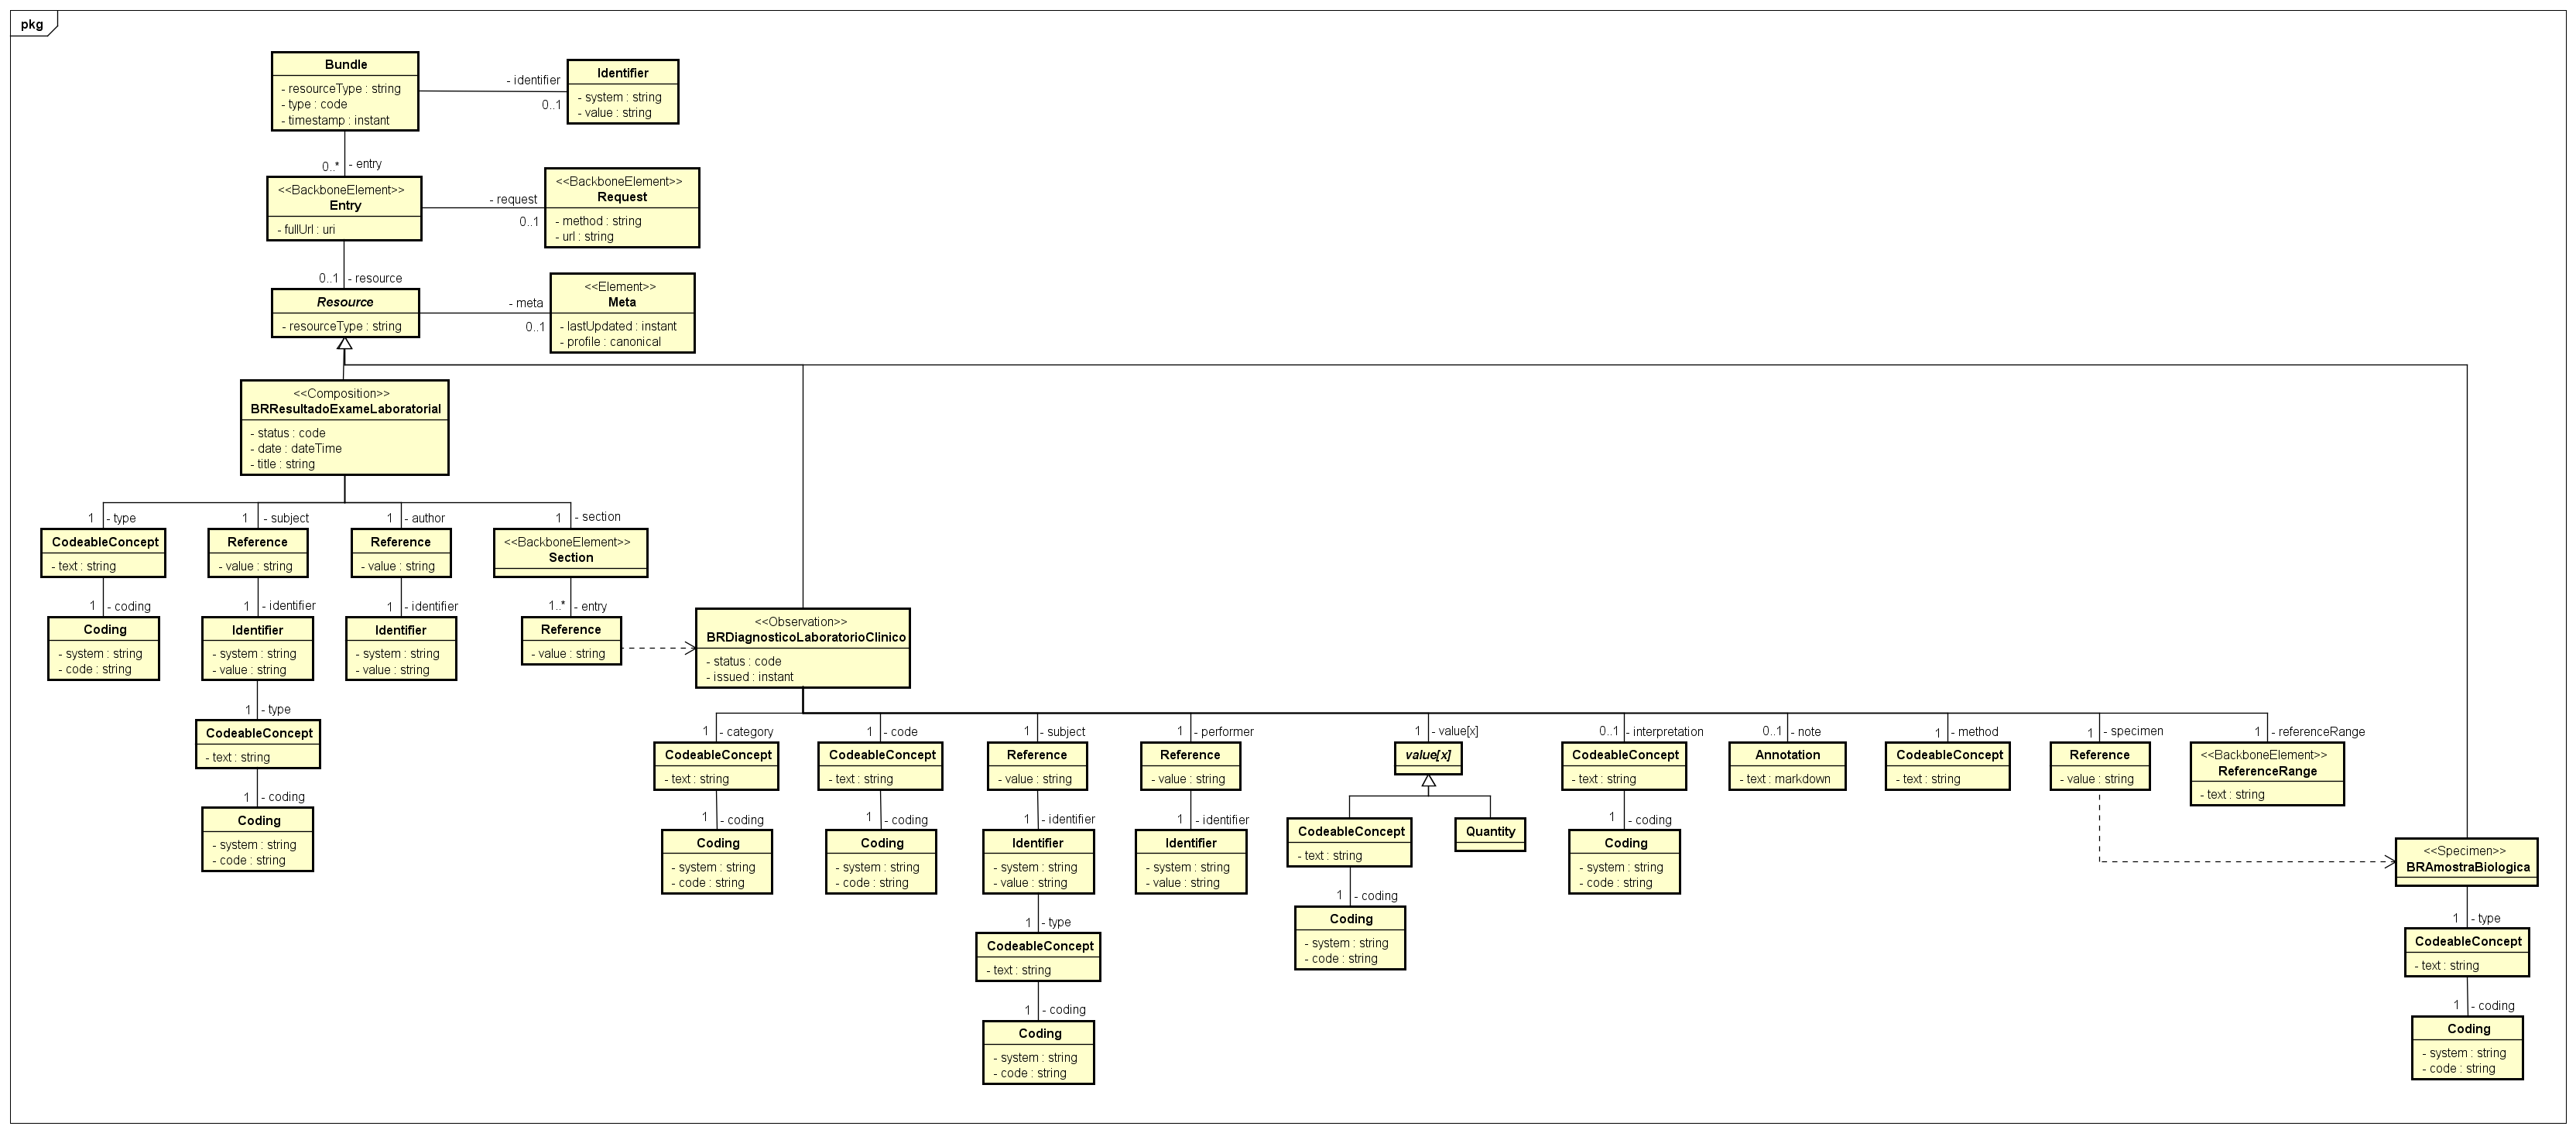 pkg
Bundle
- resourceType : string
- type : code
- timestamp : instant
- identifier
0..1
Identifier
- system : string
- value : string
0..* - entry
<<BackboneElement>>
Entry
- fullUrl : uri
- request
0..1
<<BackboneElement>>
Request
- method : string
- url : string
0..1 - resource
Resource
- resourceType : string
- meta
0..1
<<Element>>
Meta
- lastUpdated : instant
- profile : canonical
<<Composition>>
BRResultadoExameLaboratorial
- status : code
- date : dateTime
- title : string
1 - type
CodeableConcept
- text : string
1 - coding
Coding
- system : string
- code : string
1 - subject
Reference
- value : string
1 - identifier
Identifier
- system : string
- value : string
1 - type
CodeableConcept
- text : string
1 - coding
Coding
- system : string
- code : string
1 - author
Reference
- value : string
1 - identifier
Identifier
- system : string
- value : string
1 - section
<<BackboneElement>>
Section
1..* - entry
Reference
- value : string
<<Observation>>
BRDiagnosticoLaboratorioClinico
- status : code
- issued : instant
1 - category
CodeableConcept
- text : string
1 - coding
Coding
- system : string
- code : string
1 - code
CodeableConcept
- text : string
1 - coding
Coding
- system : string
- code : string
1 - subject
Reference
- value : string
1 - identifier
Identifier
- system : string
- value : string
1 - type
CodeableConcept
- text : string
1 - coding
Coding
- system : string
- code : string
1 - performer
Reference
- value : string
1 - identifier
Identifier
- system : string
- value : string
1 - value[x]
value[x]
CodeableConcept
- text : string
1 - coding
Coding
- system : string
- code : string
Quantity
0..1 - interpretation
CodeableConcept
- text : string
1 - coding
Coding
- system : string
- code : string
0..1 - note
Annotation
- text : markdown
1 - method
CodeableConcept
- text : string
1 - specimen
Reference
- value : string
1 - referenceRange
<<BackboneElement>>
ReferenceRange
- text : string
<<Specimen>>
BRAmostraBiologica
1 - type
CodeableConcept
- text : string
1 - coding
Coding
- system : string
- code : string